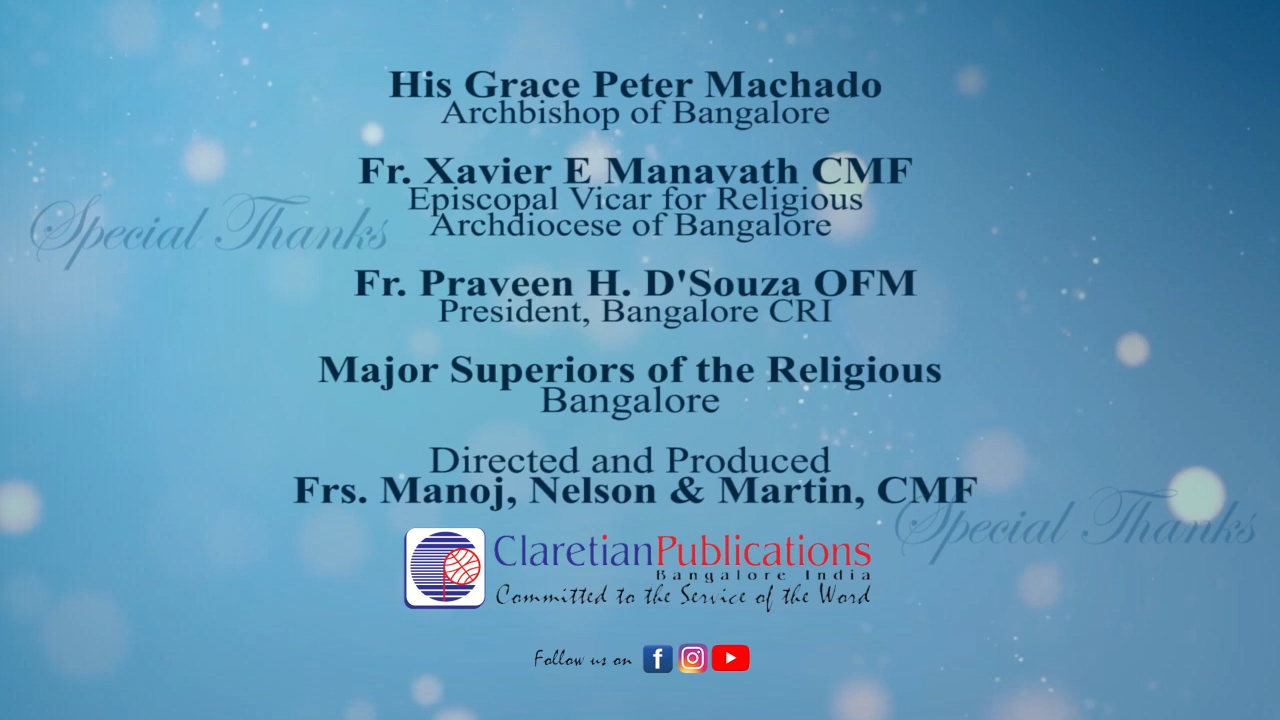 His Grace Peter Machado
Archbishop of Bangalore
Fr. Xavier E Manavath CMF
Episcopal Vicar for Religious
Archdiocese of Bangalore
Special Thanks
Fr. Praveen H. D'Souza OFM
President, Bangalore CRI
Major Superiors of the Religious
Bangalore
Directed and Produced
Frs. Manoj, Nelson & Martin, CMF
Special Thanks
ClaretianPublications
Bangalore India
Committed to the Service of the Word
Follow us on